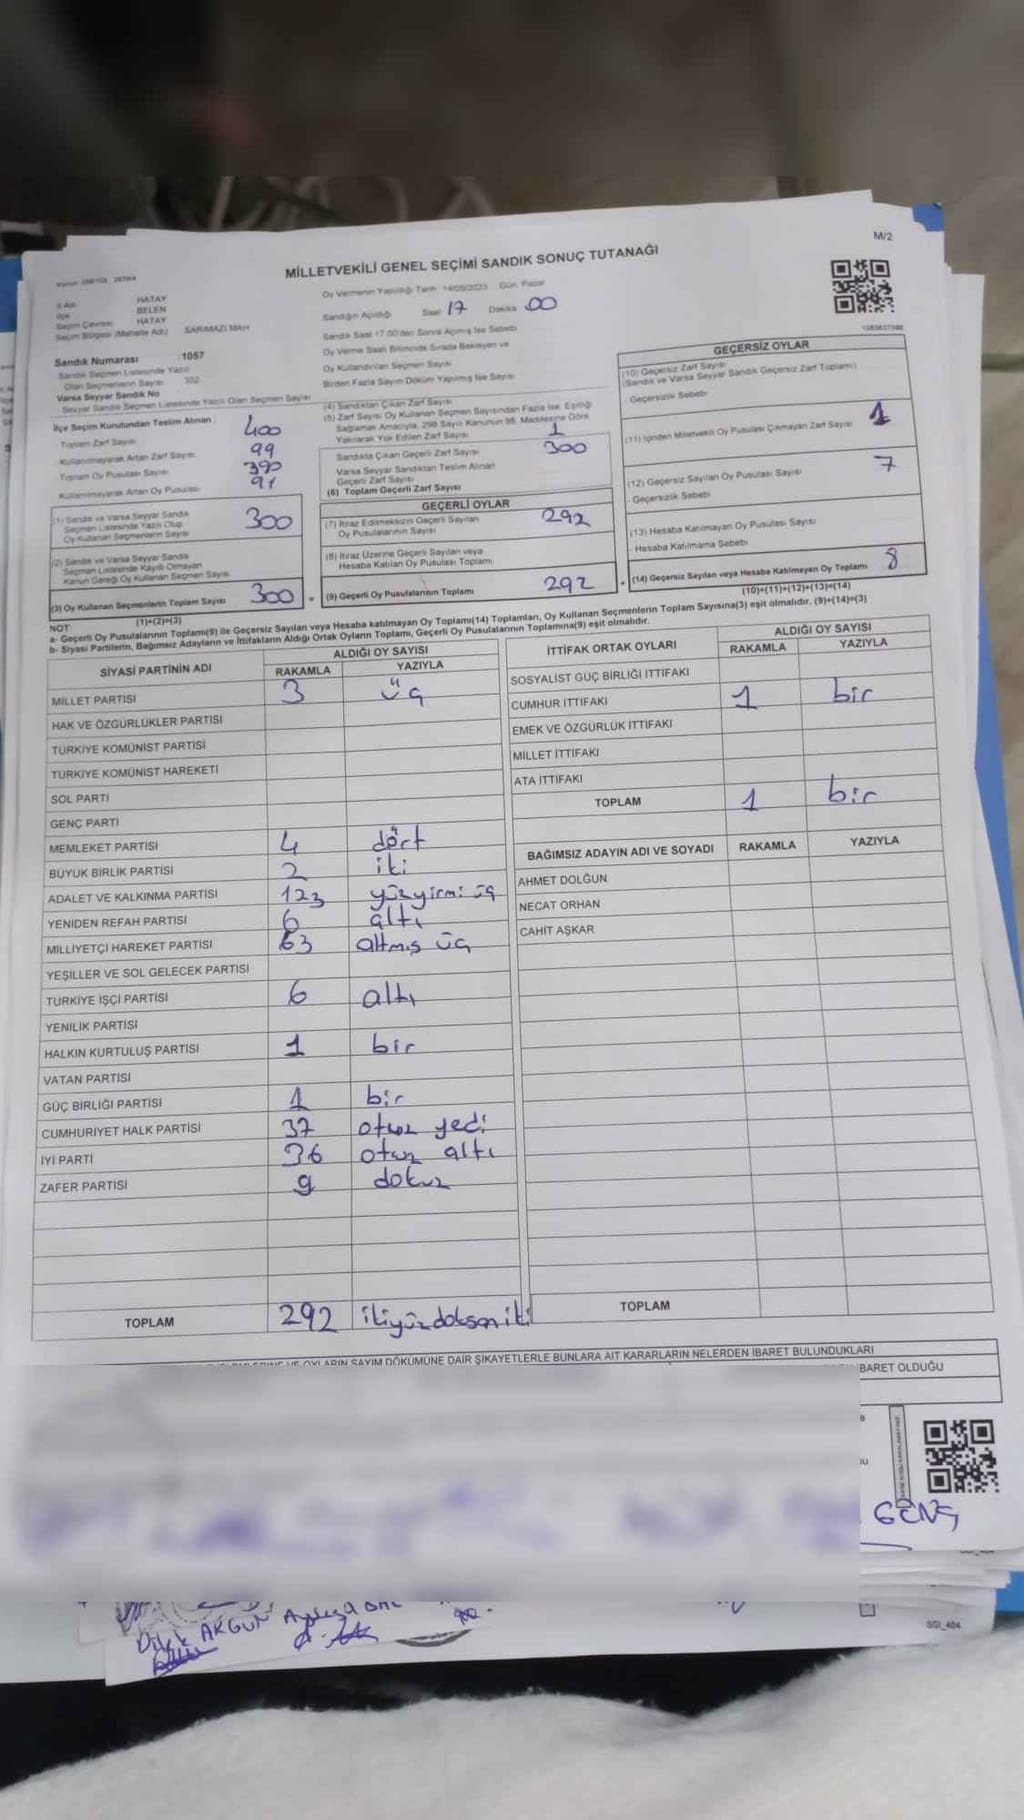 M/2
MİLLETVEKİLİ GENEL SEÇİMİ SANDIK SONUÇ TUTANAĞI
Oy Vermenin Yapıldığı Tarih 14/05/2023 Gün Pazar
İl Adı HATAY
İlçe BELEN
Seçim Çevresi HATAY
Seçim Bölgesi (Mahalle Adı) SARIMAZI MAH
Sandığın Açıldığı Saat 17 Dakika 00
Sandık Saat 17.00'den Sonra Açılmış İse Sebebi
Oy Verme Saati Bitiminde Sırada Bekleyen ve
Oy Kullandırılan Seçmen Sayısı
Birden Fazla Sayım Döküm Yapılmış İse Sayısı
Sandık Numarası 1057
Sandık Seçmen Listesinde Yazılı
Olan Seçmenlerin Sayısı 352
Varsa Seyyar Sandık No
Seyyar Sandık Seçmen Listesinde Yazılı Olan Seçmen Sayısı
İlçe Seçim Kurulundan Teslim Alınan
Toplam Zarf Sayısı 400
Kullanılmayarak Artan Zarf Sayısı 99
Toplam Oy Pusulası Sayısı 390
Kullanılmayarak Artan Oy Pusulası 91
(1) Sandık ve Varsa Seyyar Sandık
Seçmen Listesinde Yazılı Olup
Oy Kullanan Seçmenlerin Sayısı 300
(2) Sandık ve Varsa Seyyar Sandık
Seçmen Listesinde Kayıtlı Olmayan
Kanun Gereği Oy Kullanan Seçmen Sayısı
(3) Oy Kullanan Seçmenlerin Toplam Sayısı 300
(1)+(2)=(3)
(4) Sandıktan Çıkan Zarf Sayısı
(5) Zarf Sayısı Oy Kullanan Seçmen Sayısından Fazla İse, Eşitliği
Sağlamak Amacıyla, 298 Sayılı Kanunun 98. Maddesine Göre
Yakılarak Yok Edilen Zarf Sayısı 1
Sandıkta Çıkan Geçerli Zarf Sayısı 300
Varsa Seyyar Sandıktan Teslim Alınan
Geçerli Zarf Sayısı
(6) Toplam Geçerli Zarf Sayısı
GEÇERLİ OYLAR
(7) İtiraz Edilmeksizin Geçerli Sayılan
Oy Pusulalarının Sayısı 292
(8) İtiraz Üzerine Geçerli Sayılan veya
Hesaba Katılan Oy Pusulası Toplamı
(9) Geçerli Oy Pusulalarının Toplamı 292
GEÇERSİZ OYLAR
(10) Geçersiz Zarf Sayısı
(Sandık ve Varsa Seyyar Sandık Geçersiz Zarf Toplamı)
Geçersizlik Sebebi
(11) İçinden Milletvekili Oy Pusulası Çıkmayan Zarf Sayısı 1
(12) Geçersiz Sayılan Oy Pusulası Sayısı 7
Geçersizlik Sebebi
(13) Hesaba Katılmayan Oy Pusulası Sayısı
Hesaba Katılmama Sebebi
(14) Geçersiz Sayılan veya Hesaba Katılmayan Oy Toplamı 8
(10)+(11)+(12)+(13)=(14)
NOT:
a- Geçerli Oy Pusulalarının Toplamı(9) ile Geçersiz Sayılan veya Hesaba katılmayan Oy Toplamı(14) Toplamları, Oy Kullanan Seçmenlerin Toplam Sayısına(3) eşit olmalıdır. (9)+(14)=(3)
b- Siyasi Partilerin, Bağımsız Adayların ve İttifakların Aldığı Ortak Oyların Toplamı, Geçerli Oy Pusulalarının Toplamına(9) eşit olmalıdır.
SİYASİ PARTİNİN ADI ALDIĞI OY SAYISI
RAKAMLA YAZIYLA
MİLLET PARTİSİ 3 üç
HAK VE ÖZGÜRLÜKLER PARTİSİ
TÜRKİYE KOMÜNİST PARTİSİ
TÜRKİYE KOMÜNİST HAREKETİ
SOL PARTİ
GENÇ PARTİ
MEMLEKET PARTİSİ 4 dört
BÜYÜK BİRLİK PARTİSİ 2 iki
ADALET VE KALKINMA PARTİSİ 123 yüzyirmi üç
YENİDEN REFAH PARTİSİ 6 altı
MİLLİYETÇİ HAREKET PARTİSİ 63 altmış üç
YEŞİLLER VE SOL GELECEK PARTİSİ
TÜRKİYE İŞÇİ PARTİSİ 6 altı
YENİLİK PARTİSİ
HALKIN KURTULUŞ PARTİSİ 1 bir
VATAN PARTİSİ
GÜÇ BİRLİĞİ PARTİSİ 1 bir
CUMHURİYET HALK PARTİSİ 37 otuz yedi
İYİ PARTİ 36 otuz altı
ZAFER PARTİSİ 9 dokuz
TOPLAM 292 ikiyüzdoksaniki
İTTİFAK ORTAK OYLARI ALDIĞI OY SAYISI
RAKAMLA YAZIYLA
SOSYALİST GÜÇ BİRLİĞİ İTTİFAKI
CUMHUR İTTİFAKI 1 bir
EMEK VE ÖZGÜRLÜK İTTİFAKI
MİLLET İTTİFAKI
ATA İTTİFAKI
TOPLAM 1 bir
BAĞIMSIZ ADAYIN ADI VE SOYADI RAKAMLA YAZIYLA
AHMET DOLĞUN
NECAT ORHAN
CAHİT AŞKAR
TOPLAM
OYLARIN SAYIM DÖKÜMÜNE DAİR ŞİKAYETLERLE BUNLARA AİT KARARLARIN NELERDEN İBARET BULUNDUKLARI
BARET OLDUĞU
GENÇ
Dilek AKGÜN
SGI_404